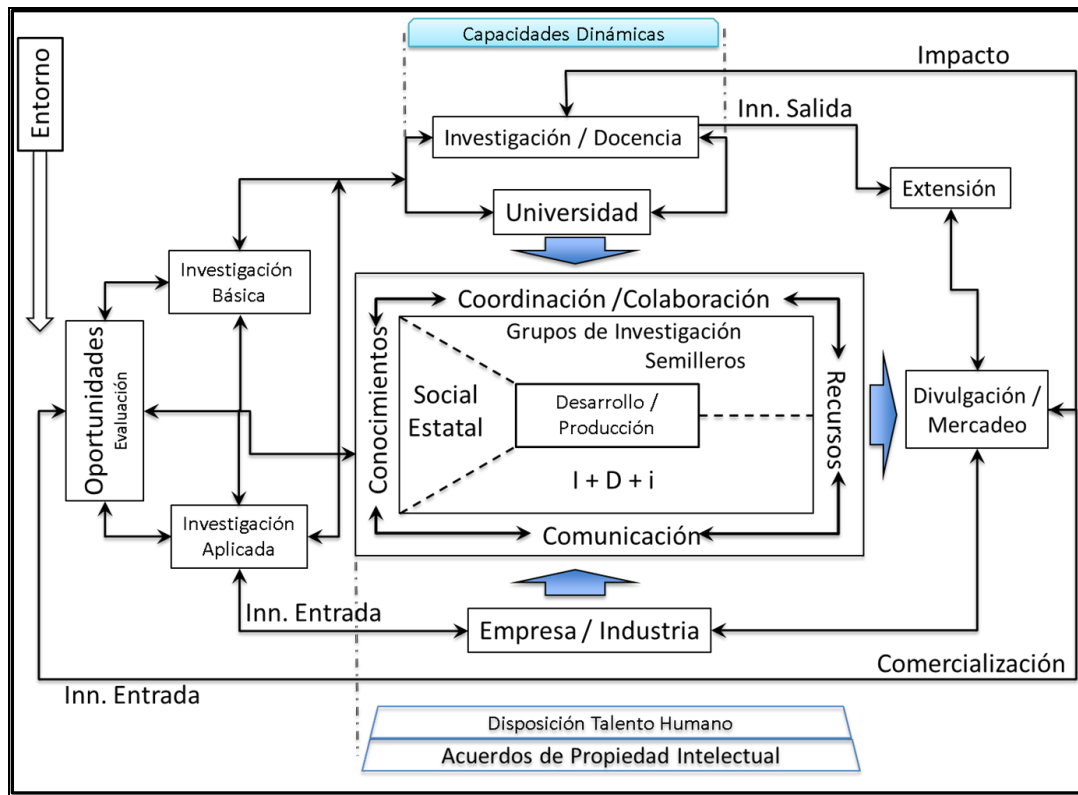 Capacidades Dinámicas
Impacto
Entorno
Inn. Salida
Investigación / Docencia
Extensión
Universidad
Investigación
Básica
Coordinación /Colaboración
Grupos de Investigación
Semilleros
Conocimientos
Recursos
Oportunidades
Evaluación
Social
Estatal
Desarrollo /
Producción
Divulgación /
Mercadeo
I + D + i
Investigación
Aplicada
Comunicación
Inn. Entrada
Empresa / Industria
Comercialización
Inn. Entrada
Disposición Talento Humano
Acuerdos de Propiedad Intelectual